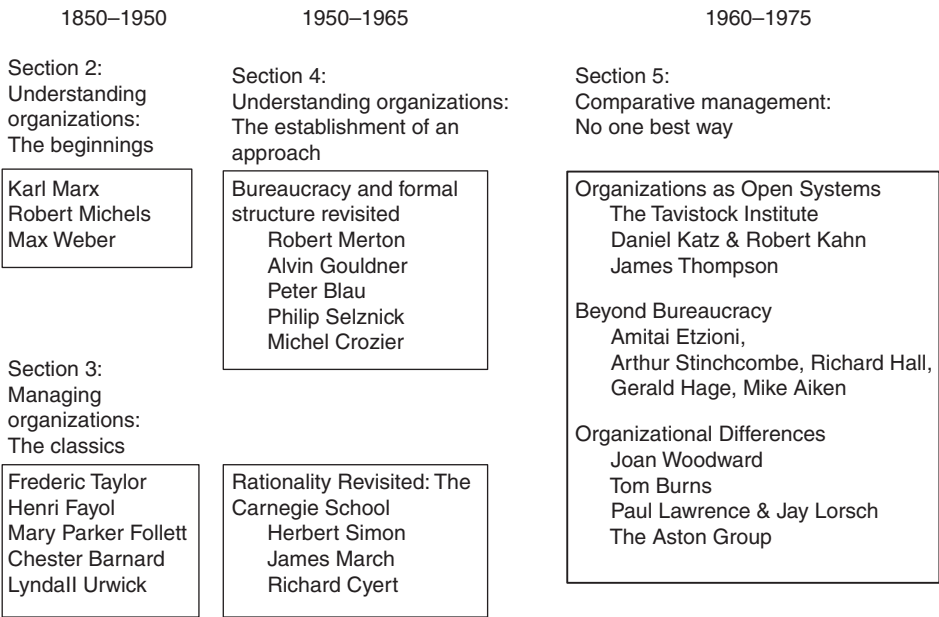 1850–1950
1950–1965
1960–1975
Section 2:
Understanding
organizations:
The beginnings
Karl Marx
Robert Michels
Max Weber
Section 3:
Managing
organizations:
The classics
Frederic Taylor
Henri Fayol
Mary Parker Follett
Chester Barnard
Lyndall Urwick
Section 4:
Understanding organizations:
The establishment of an
approach
Bureaucracy and formal
structure revisited
Robert Merton
Alvin Gouldner
Peter Blau
Philip Selznick
Michel Crozier
Rationality Revisited: The
Carnegie School
Herbert Simon
James March
Richard Cyert
Section 5:
Comparative management:
No one best way
Organizations as Open Systems
The Tavistock Institute
Daniel Katz & Robert Kahn
James Thompson
Beyond Bureaucracy
Amitai Etzioni,
Arthur Stinchcombe, Richard Hall,
Gerald Hage, Mike Aiken
Organizational Differences
Joan Woodward
Tom Burns
Paul Lawrence & Jay Lorsch
The Aston Group